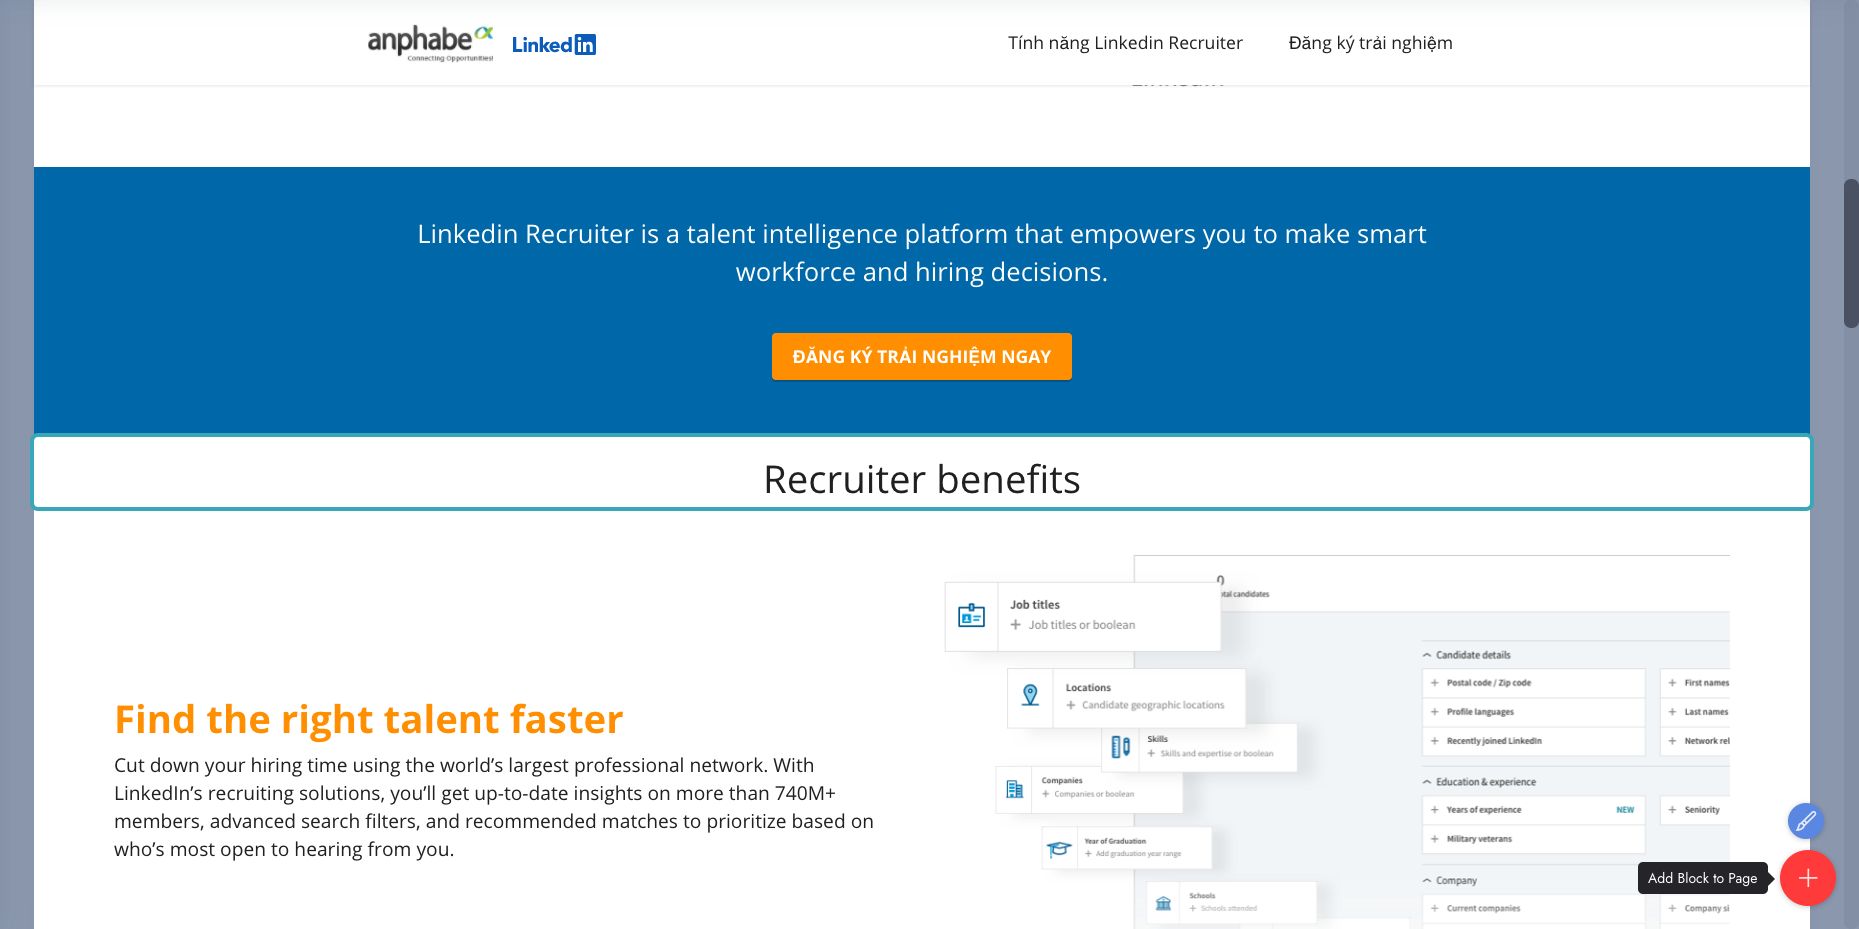 anphabe
Connecting Opportunities!
Linked in
Tính năng Linkedin Recruiter
Đăng ký trải nghiệm
Linkedin Recruiter is a talent intelligence platform that empowers you to make smart
workforce and hiring decisions.
ĐĂNG KÝ TRẢI NGHIỆM NGAY
Recruiter benefits
Find the right talent faster
Cut down your hiring time using the world’s largest professional network. With
LinkedIn’s recruiting solutions, you’ll get up-to-date insights on more than 740M+
members, advanced search filters, and recommended matches to prioritize based on
who’s most open to hearing from you.
0
tal candidates
Job titles
+ Job titles or boolean
Locations
+ Candidate geographic locations
Skills
+ Skills and expertise or boolean
Companies
+ Companies or boolean
Year of Graduation
+ Add graduation year range
Schools
+ Schools attended
Candidate details
+ Postal code / Zip code
+ First names
+ Profile languages
+ Last names
+ Recently joined LinkedIn
+ Network rel
Education & experience
+ Years of experience NEW
+ Seniority
+ Military veterans
Company
+ Current companies
+ Company si
Add Block to Page